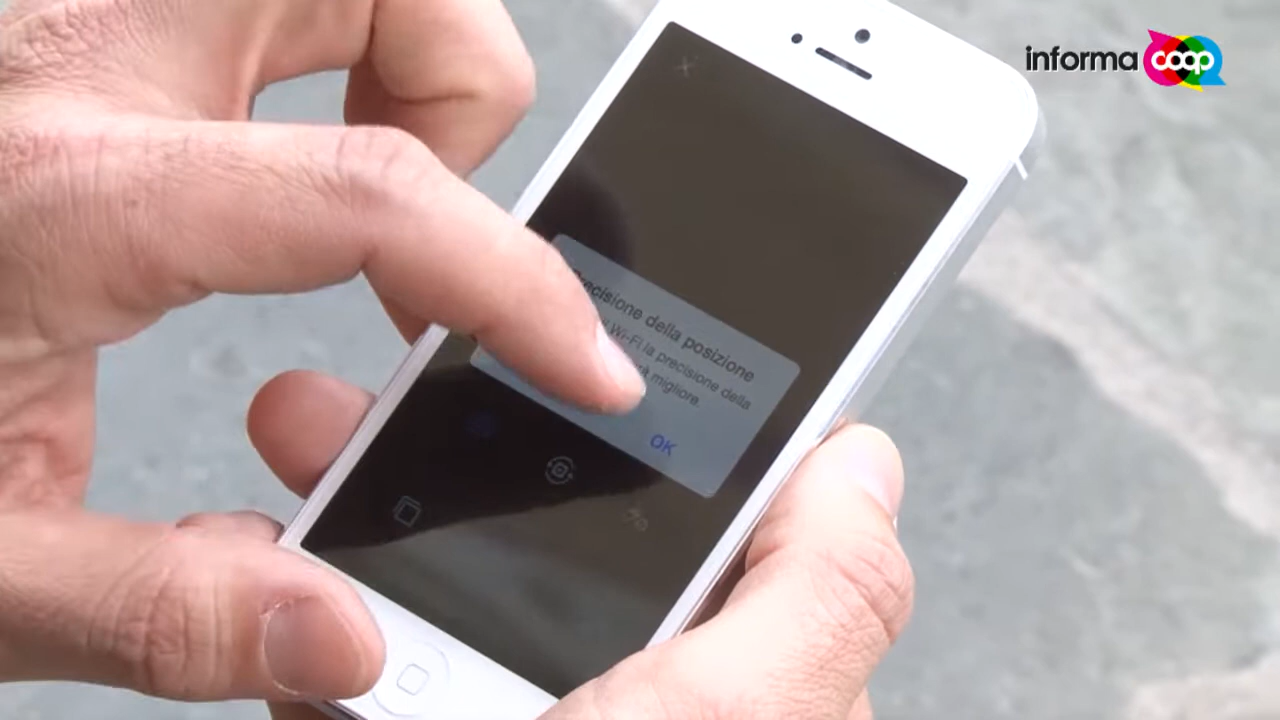 informa coop
Precisione della posizione
Wi-Fi la precisione della
migliore.
OK